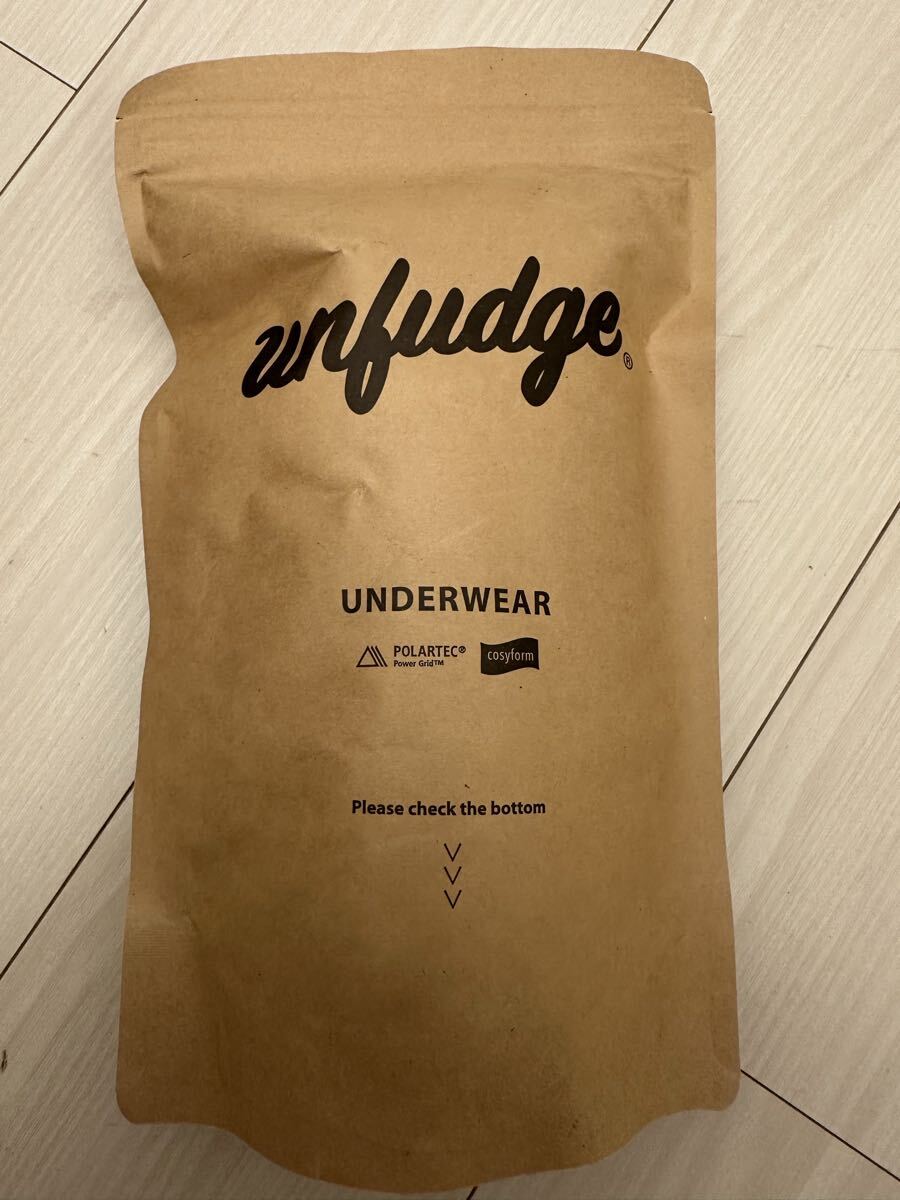 unfudge®
UNDERWEAR
POLARTEC®
Power Grid™
cosyform
Please check the bottom